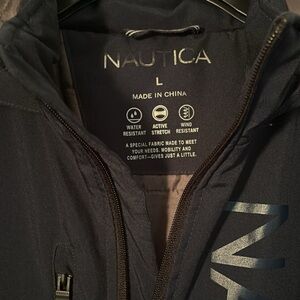 NAUTICA
L
MADE IN CHINA
WATER RESISTANT
ACTIVE STRETCH
WIND RESISTANT
A SPECIAL FABRIC MADE TO MEET
YOUR NEEDS. MOBILITY AND
COMFORT—GIVES JUST A LITTLE.
NA